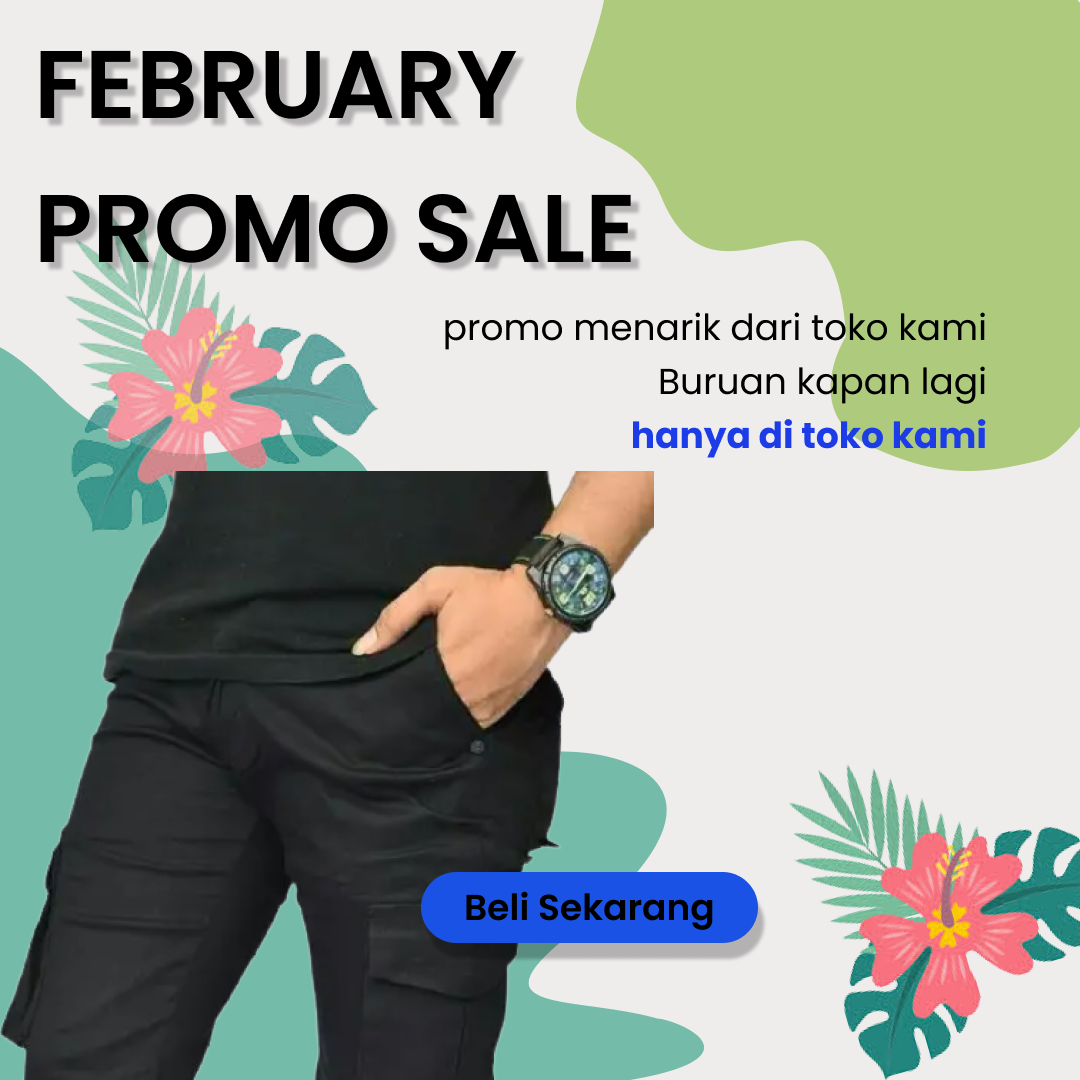 FEBRUARY
PROMO SALE
promo menarik dari toko kami
Buruan kapan lagi
hanya di toko kami
Beli Sekarang